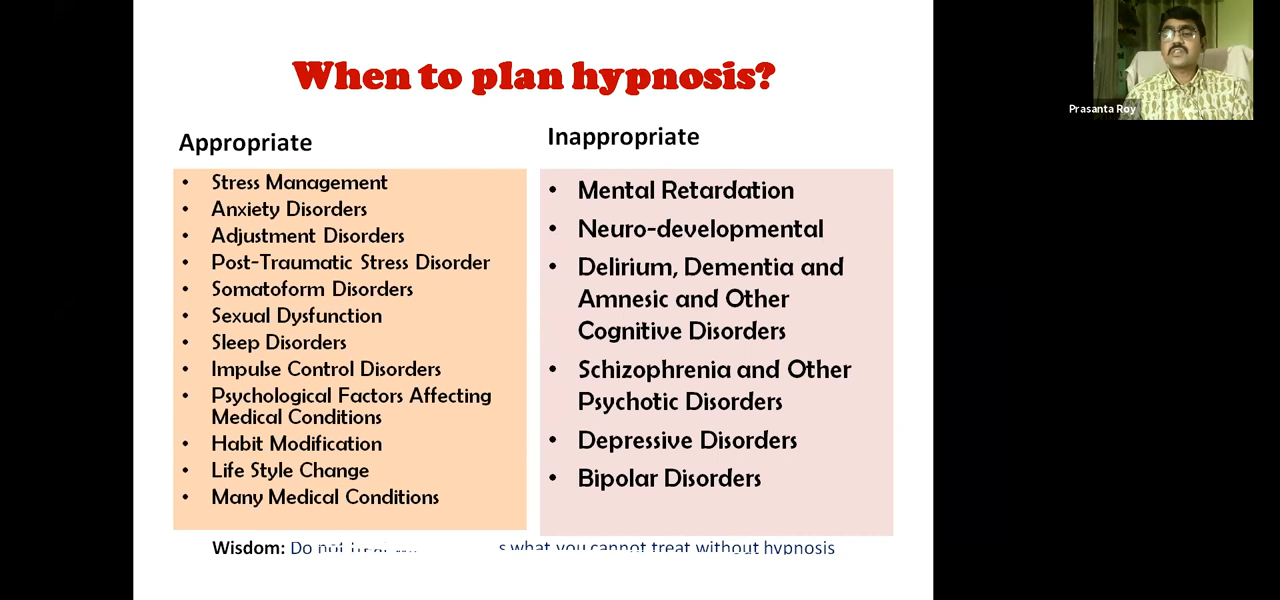 When to plan hypnosis?
Appropriate
• Stress Management
• Anxiety Disorders
• Adjustment Disorders
• Post-Traumatic Stress Disorder
• Somatoform Disorders
• Sexual Dysfunction
• Sleep Disorders
• Impulse Control Disorders
• Psychological Factors Affecting
Medical Conditions
• Habit Modification
• Life Style Change
• Many Medical Conditions
Inappropriate
• Mental Retardation
• Neuro-developmental
• Delirium, Dementia and
Amnesic and Other
Cognitive Disorders
• Schizophrenia and Other
Psychotic Disorders
• Depressive Disorders
• Bipolar Disorders
Wisdom: Do not treat what you cannot treat without hypnosis
Prasanta Roy